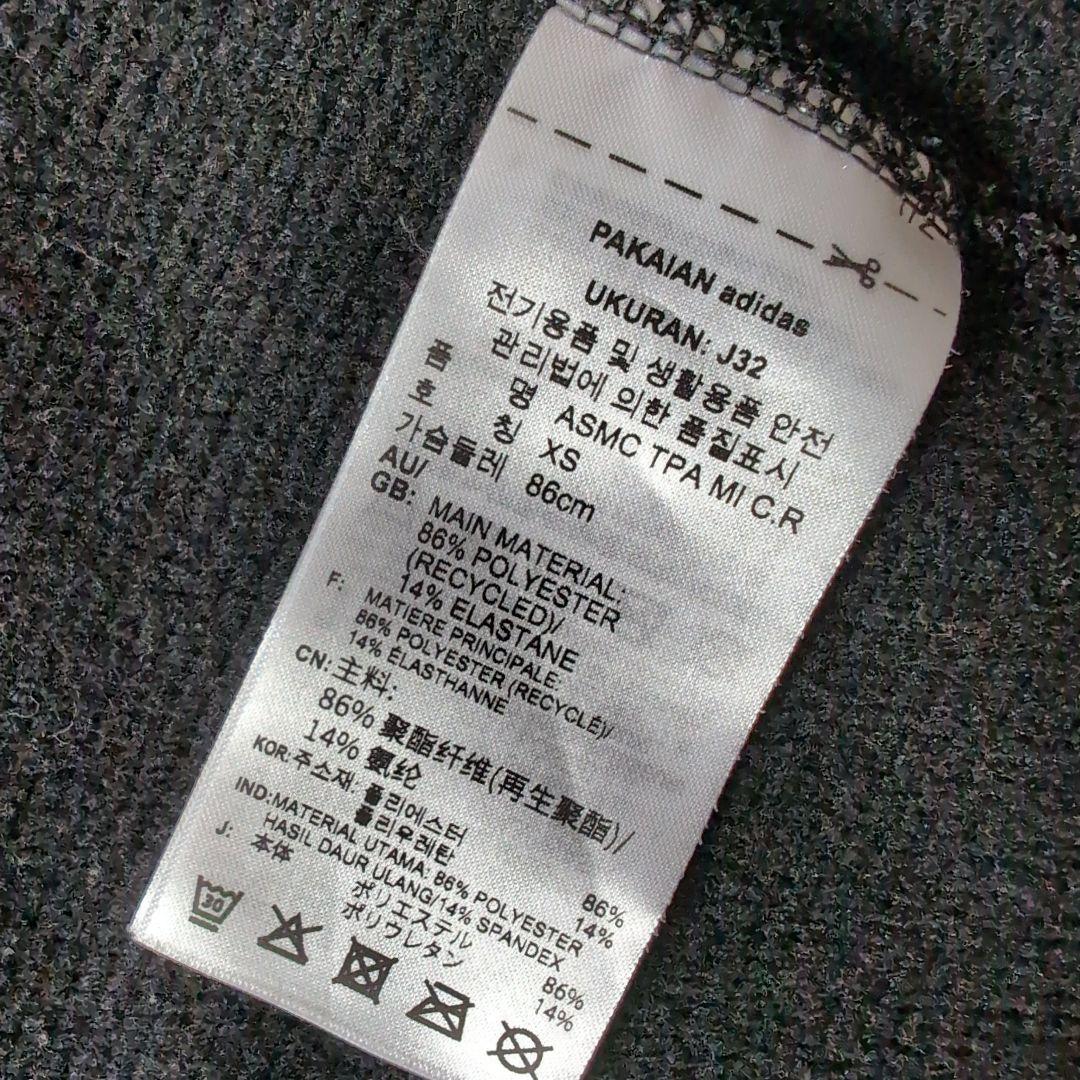 PAKAIAN adidas
UKURAN: J32
전기용품 및 생활용품 안전
관리법에 의한 품질표시
품 명 ASMC TPA MI C.R
호 칭 XS
가슴둘레 86cm
AU/
GB: MAIN MATERIAL:
86% POLYESTER
(RECYCLED)/
14% ELASTANE
F: MATIÈRE PRINCIPALE:
86% POLYESTER (RECYCLÉ)/
14% ÉLASTHANNE
CN: 主料:
86% 聚酯纤维(再生聚酯)/
14% 氨纶
KOR: 주소재: 폴리에스터 86%
폴리우레탄 14%
IND: MATERIAL UTAMA: 86% POLYESTER
HASIL DAUR ULANG/14% SPANDEX
J: 本体 ポリエステル 86%
ポリウレタン 14%
30